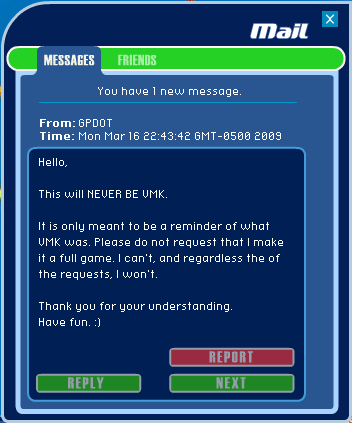 Mail
MESSAGES FRIENDS
You have 1 new message.
From: GPDOT
Time: Mon Mar 16 22:43:42 GMT-0500 2009
Hello,
This will NEVER BE VMK.
It is only meant to be a reminder of what
VMK was. Please do not request that I make
it a full game. I can't, and regardless the of
the requests, I won't.
Thank you for your understanding.
Have fun. :)
REPORT
REPLY NEXT